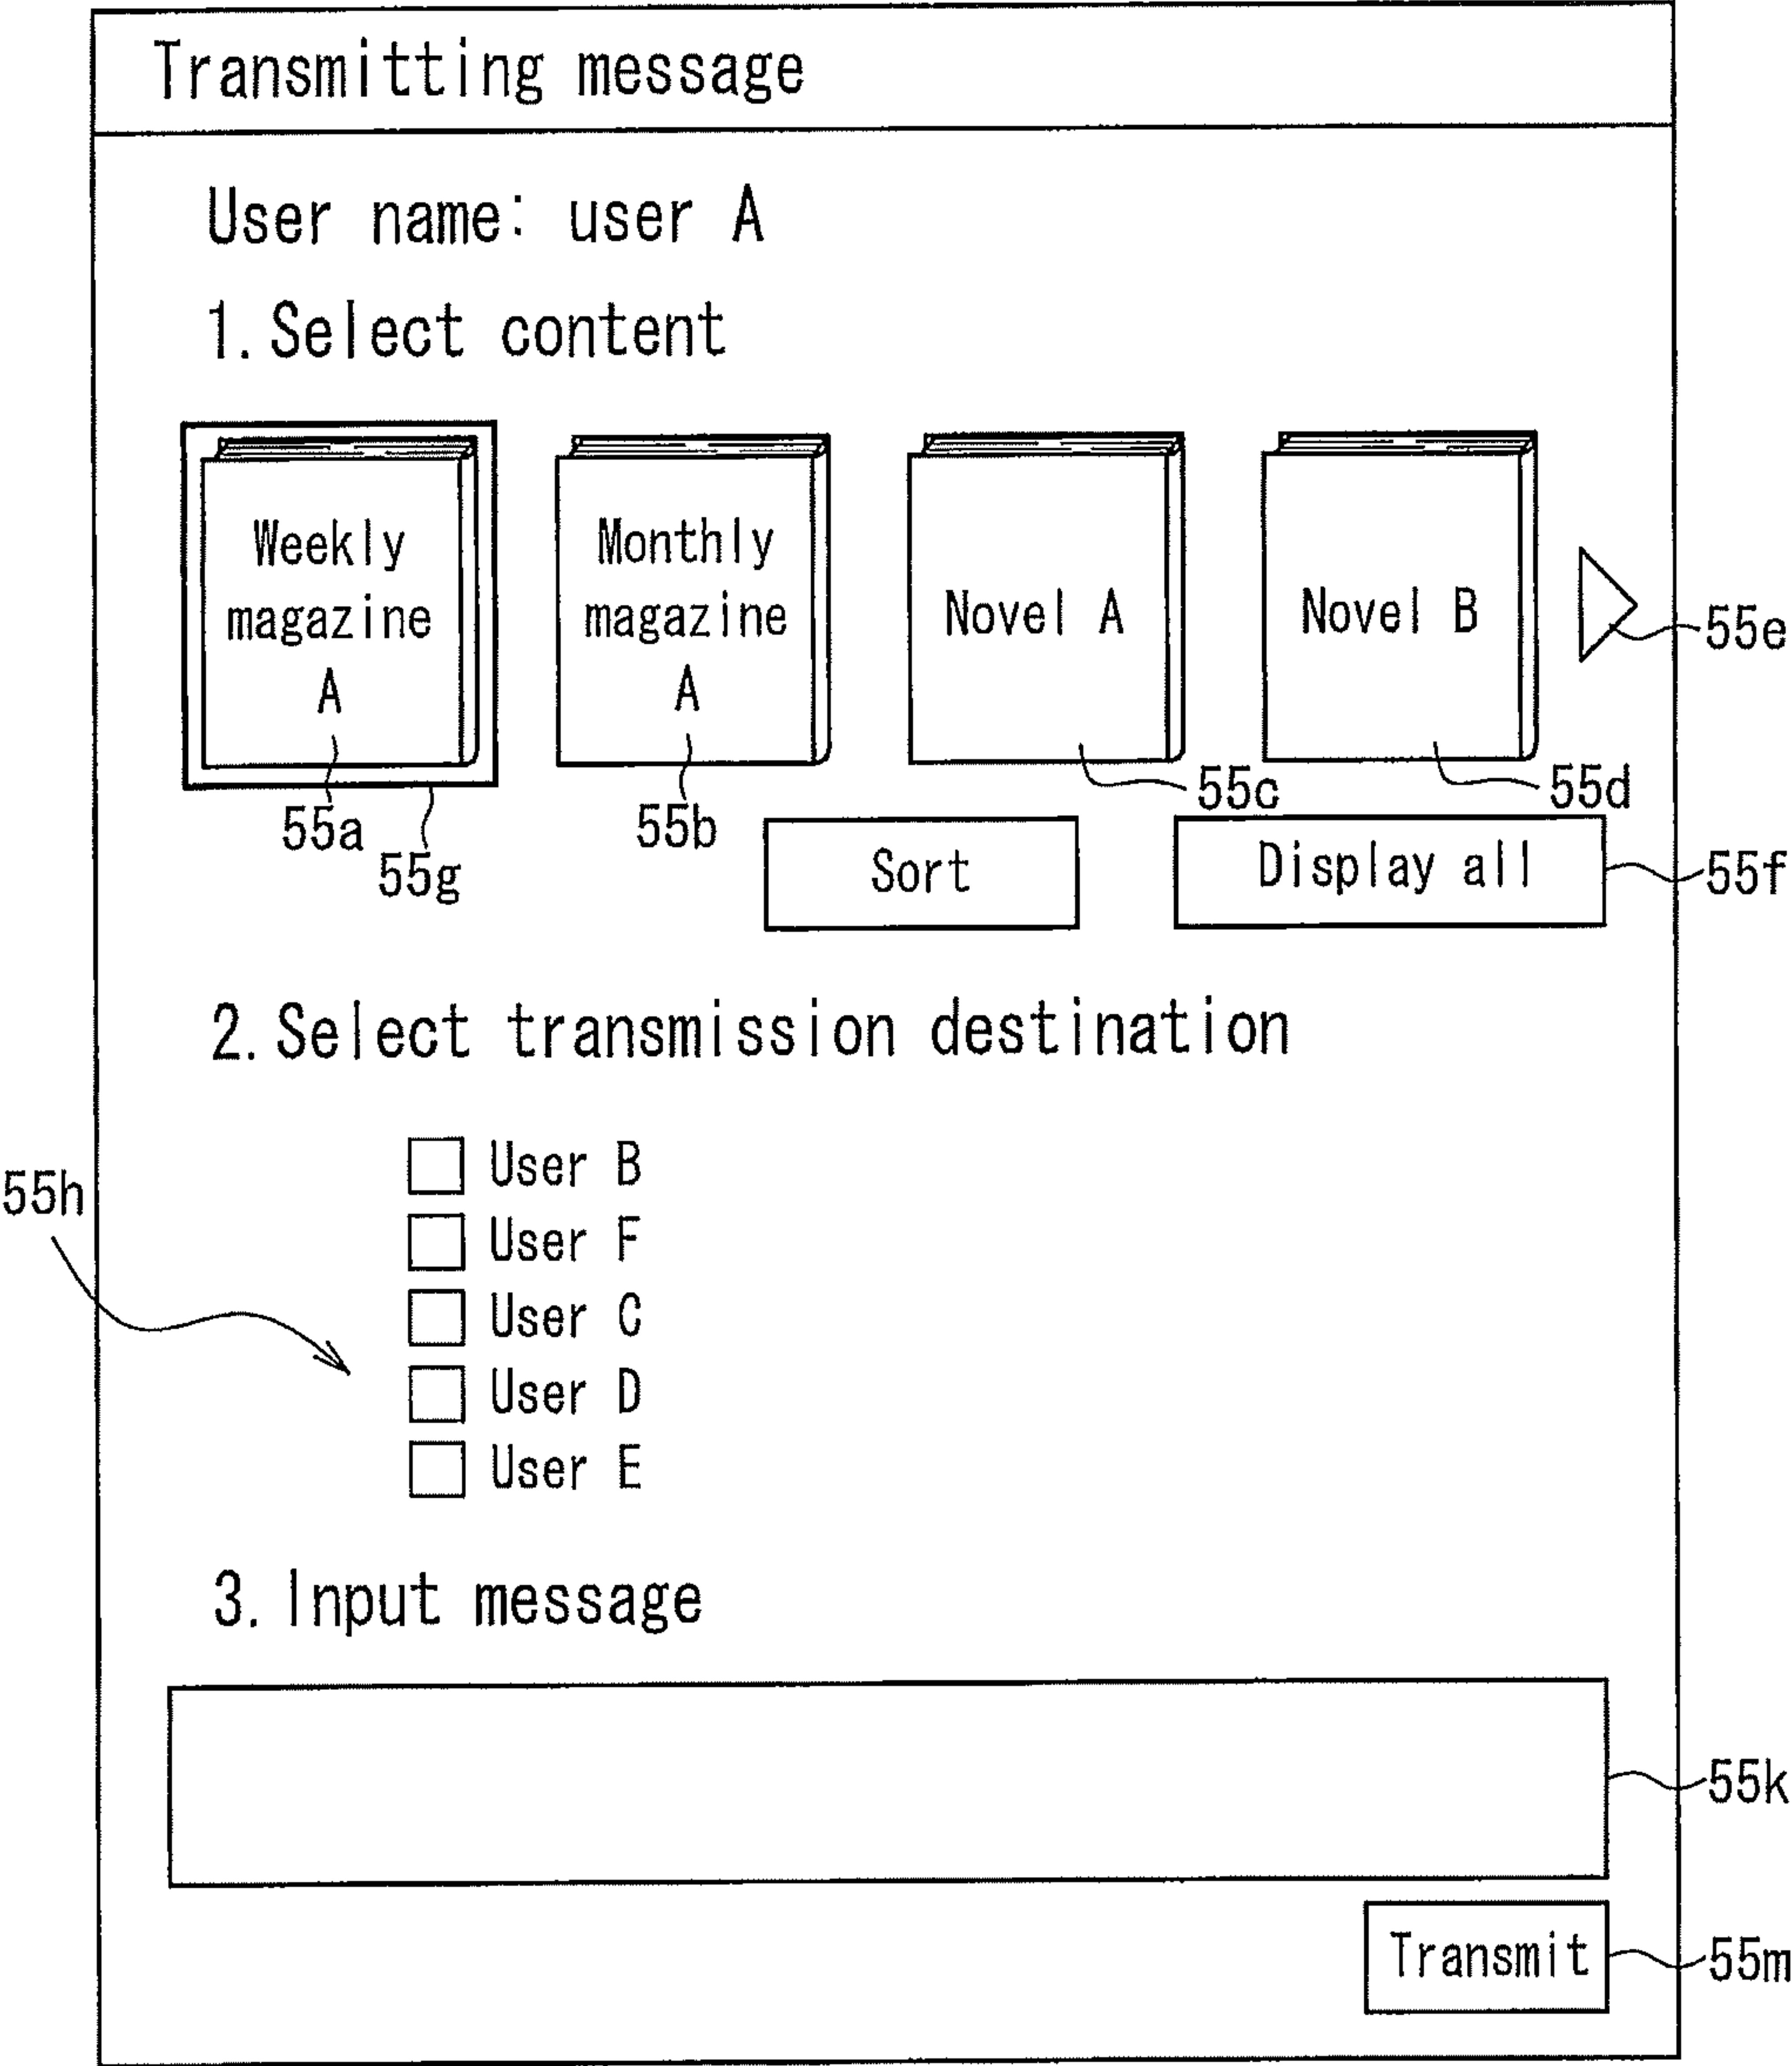 Transmitting message
User name: user A
1. Select content
Weekly
magazine
A
Monthly
magazine
A
Novel A
Novel B
55e
55a
55g
55b
55c
55d
Sort
Display all
55f
2. Select transmission destination
55h
User B
User F
User C
User D
User E
3. Input message
55k
Transmit
55m